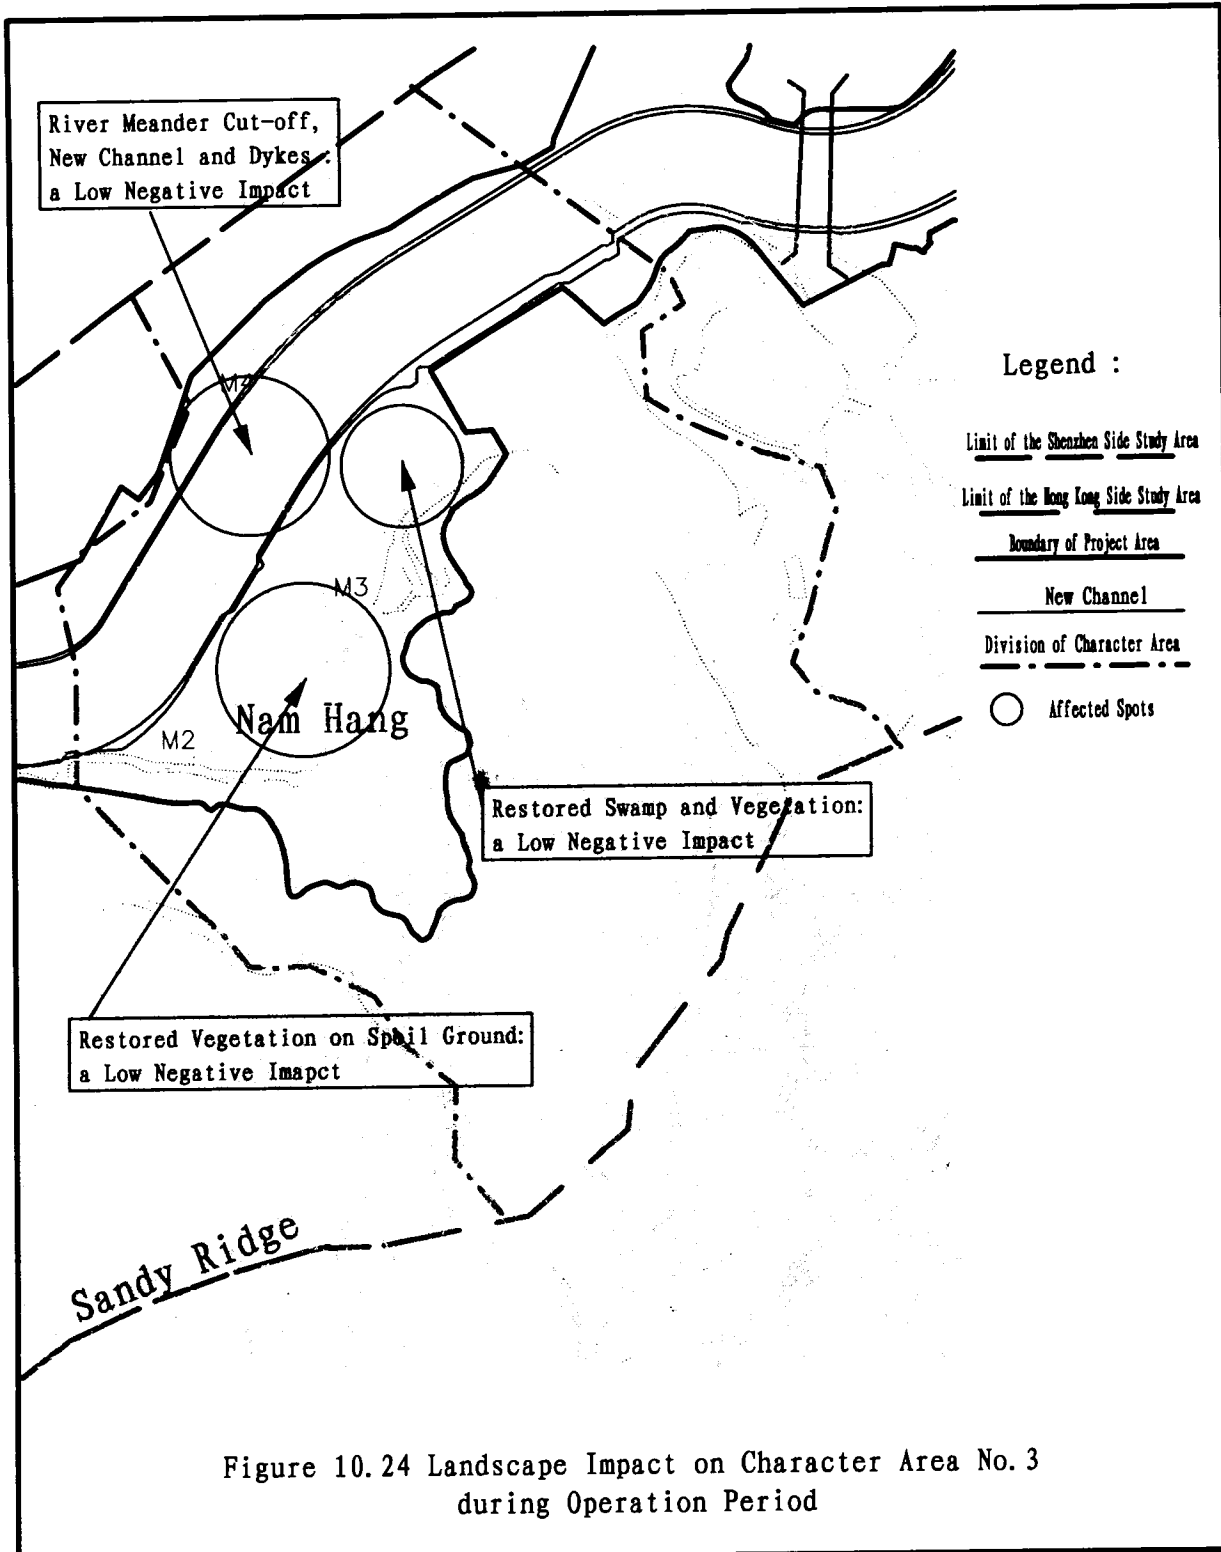 River Meander Cut-off,
New Channel and Dykes :
a Low Negative Impact
M4
M3
Nam Hang
M2
Restored Swamp and Vegetation:
a Low Negative Impact
Restored Vegetation on Spoil Ground:
a Low Negative Imapct
Sandy Ridge
Legend :
Limit of the Shenzhen Side Study Area
Limit of the Hong Kong Side Study Area
Boundary of Project Area
New Channel
Division of Character Area
Affected Spots
Figure 10.24 Landscape Impact on Character Area No. 3
during Operation Period